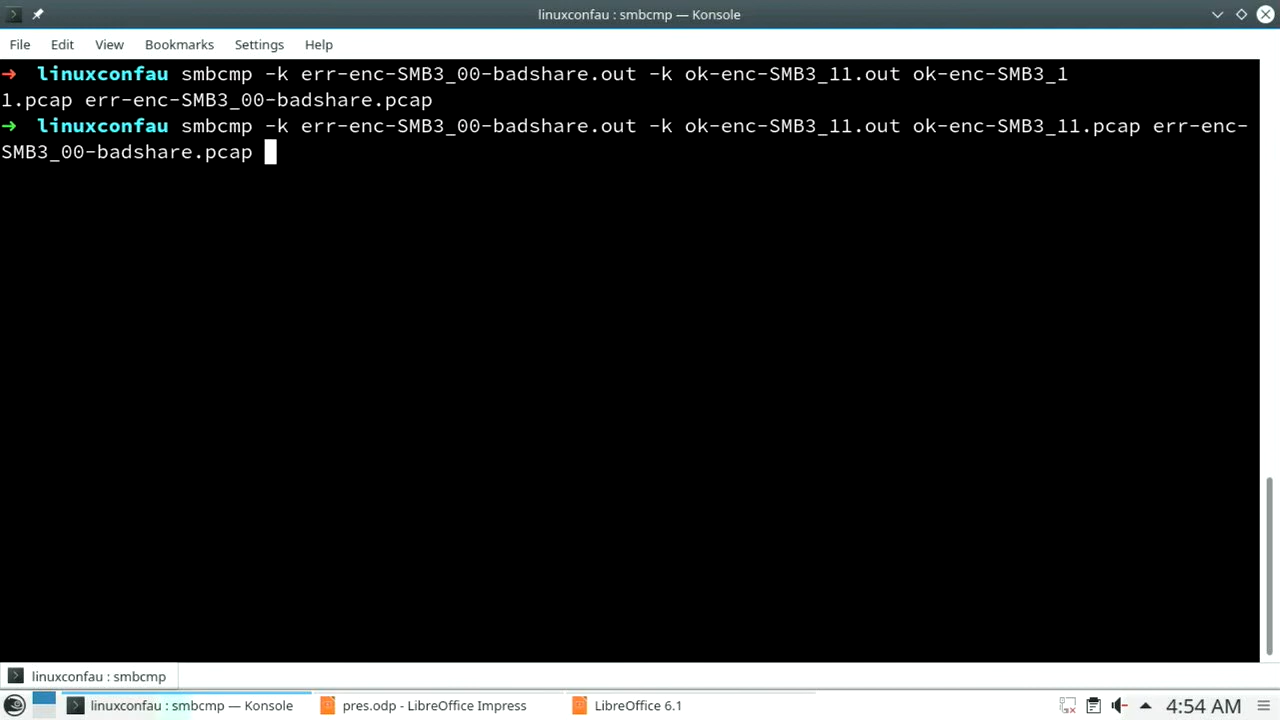 linuxconfau : smbcmp — Konsole
File Edit View Bookmarks Settings Help
➜ linuxconfau smbcmp -k err-enc-SMB3_00-badshare.out -k ok-enc-SMB3_11.out ok-enc-SMB3_1
1.pcap err-enc-SMB3_00-badshare.pcap
➜ linuxconfau smbcmp -k err-enc-SMB3_00-badshare.out -k ok-enc-SMB3_11.out ok-enc-SMB3_11.pcap err-enc-
SMB3_00-badshare.pcap
linuxconfau : smbcmp
linuxconfau : smbcmp — Konsole pres.odp - LibreOffice Impress LibreOffice 6.1 4:54 AM